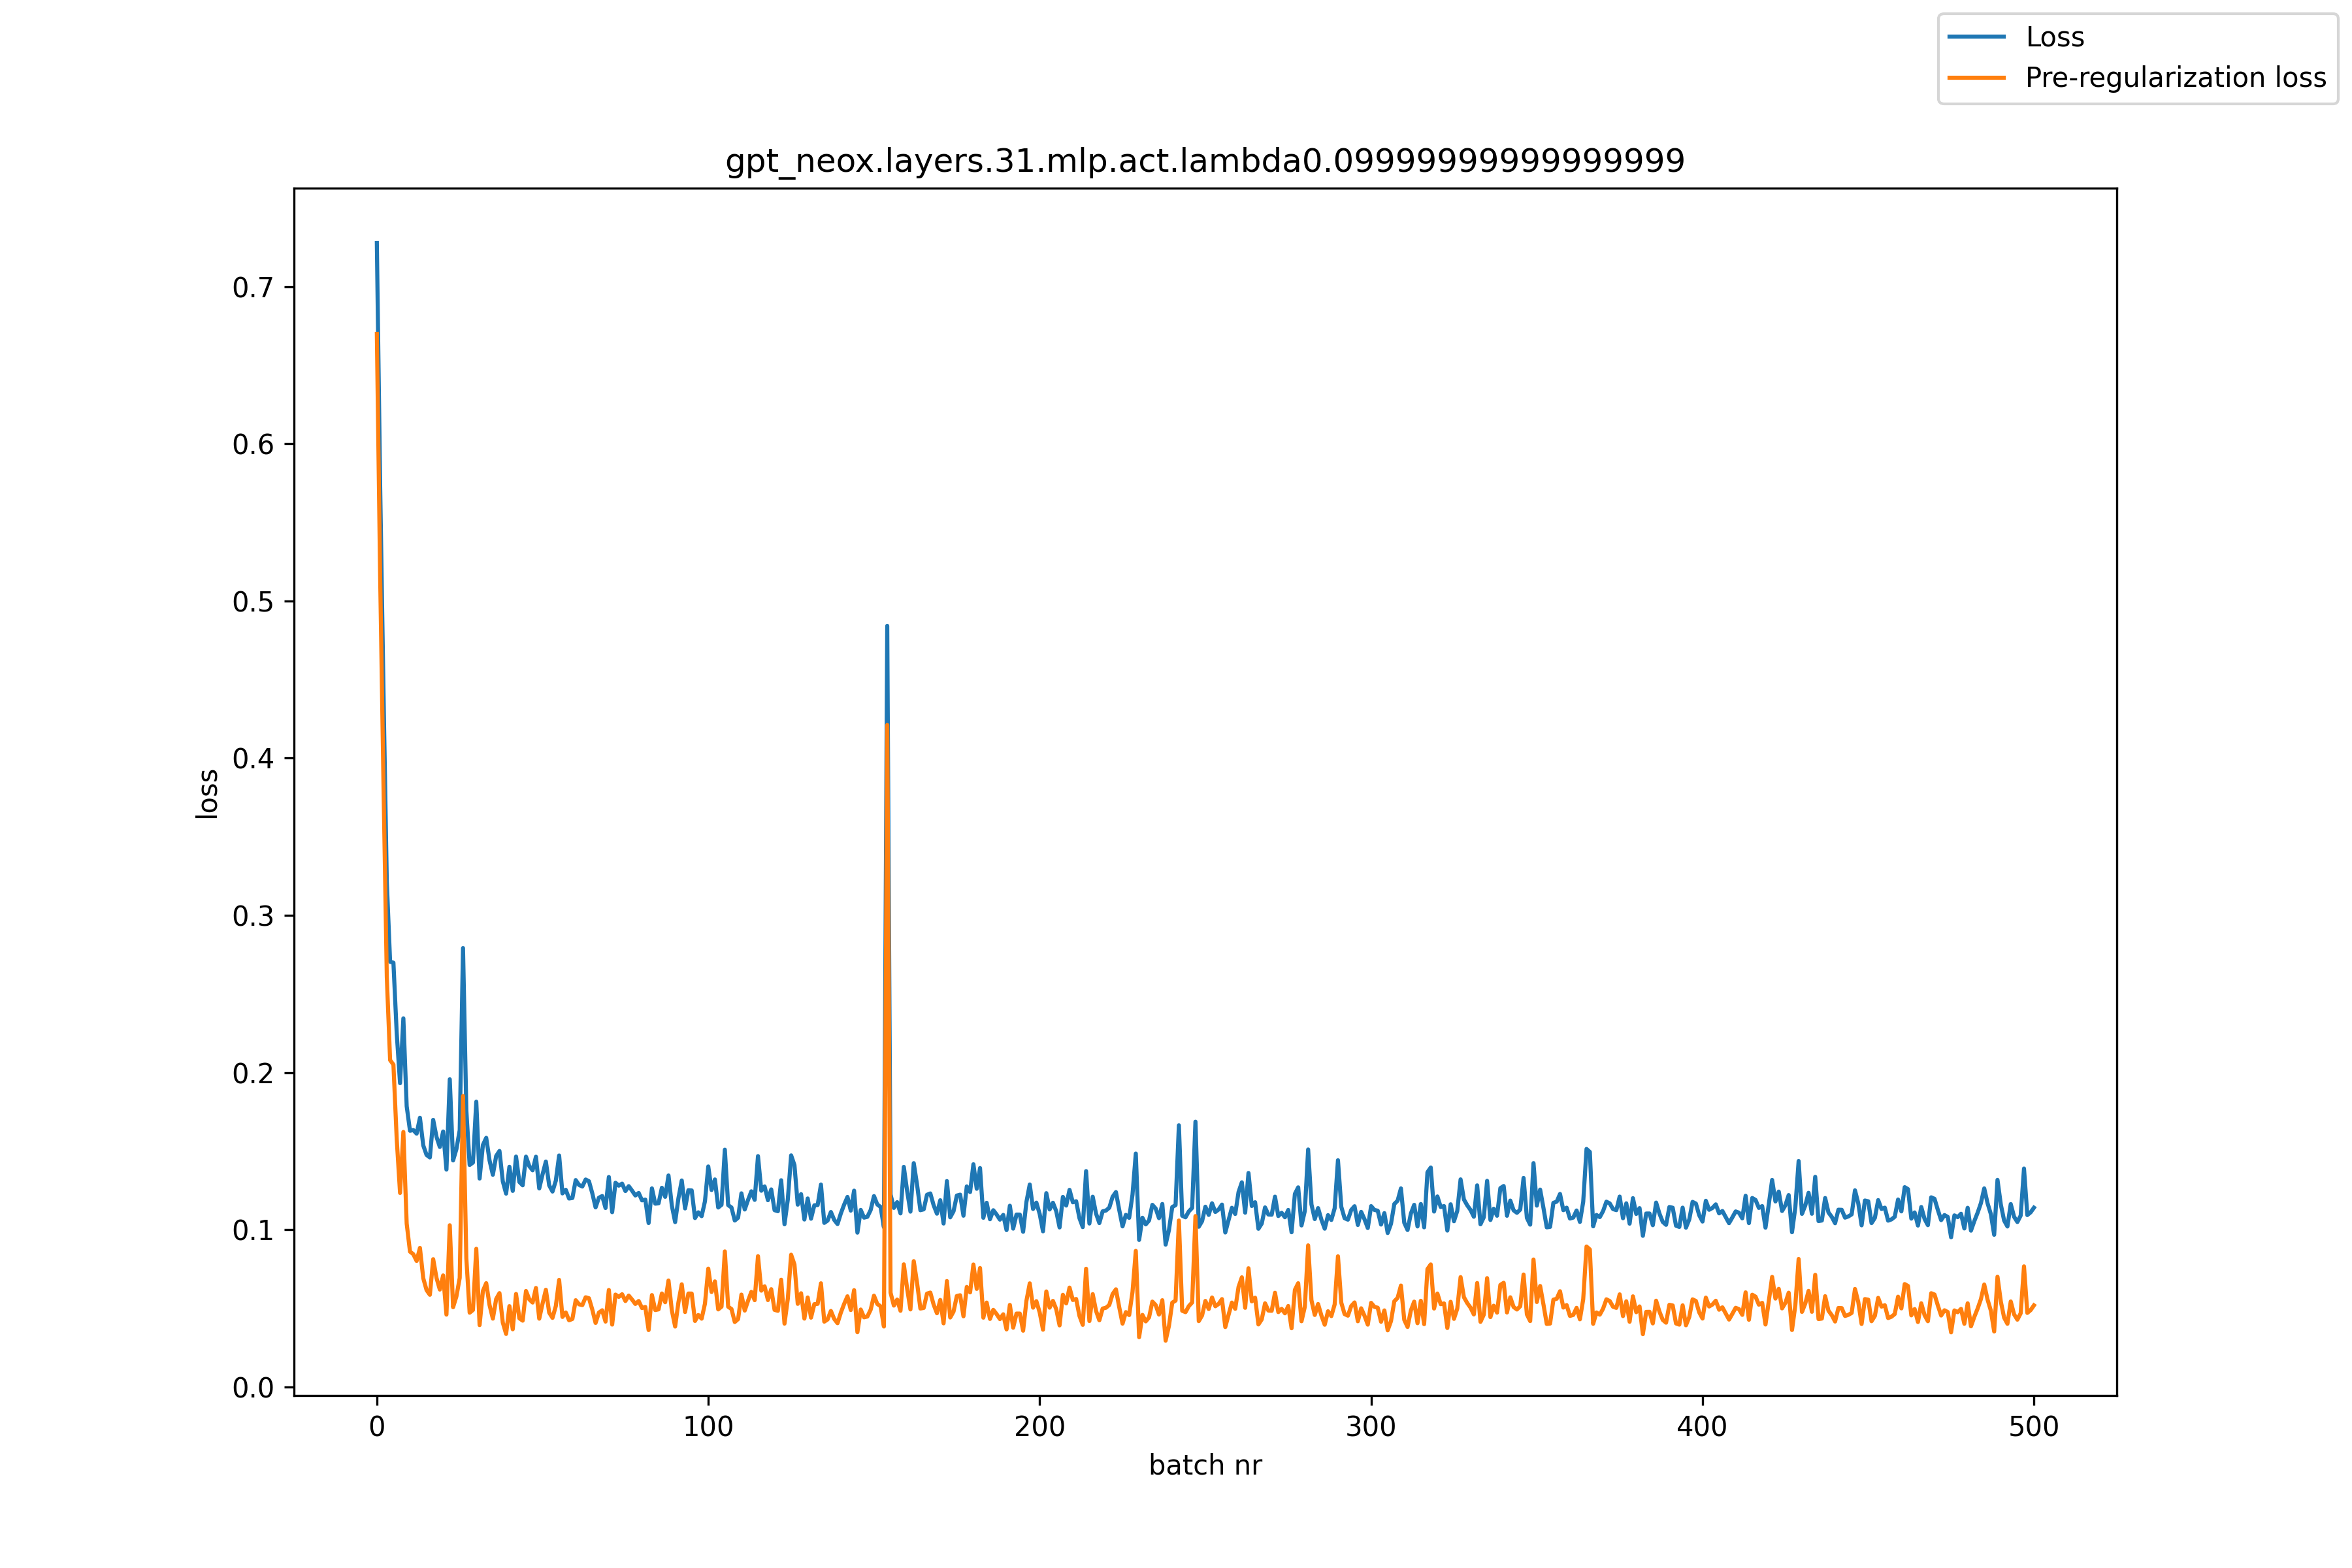 Loss
Pre-regularization loss
gpt_neox.layers.31.mlp.act.lambda0.09999999999999999
loss
0.7
0.6
0.5
0.4
0.3
0.2
0.1
0.0
0
100
200
300
400
500
batch nr